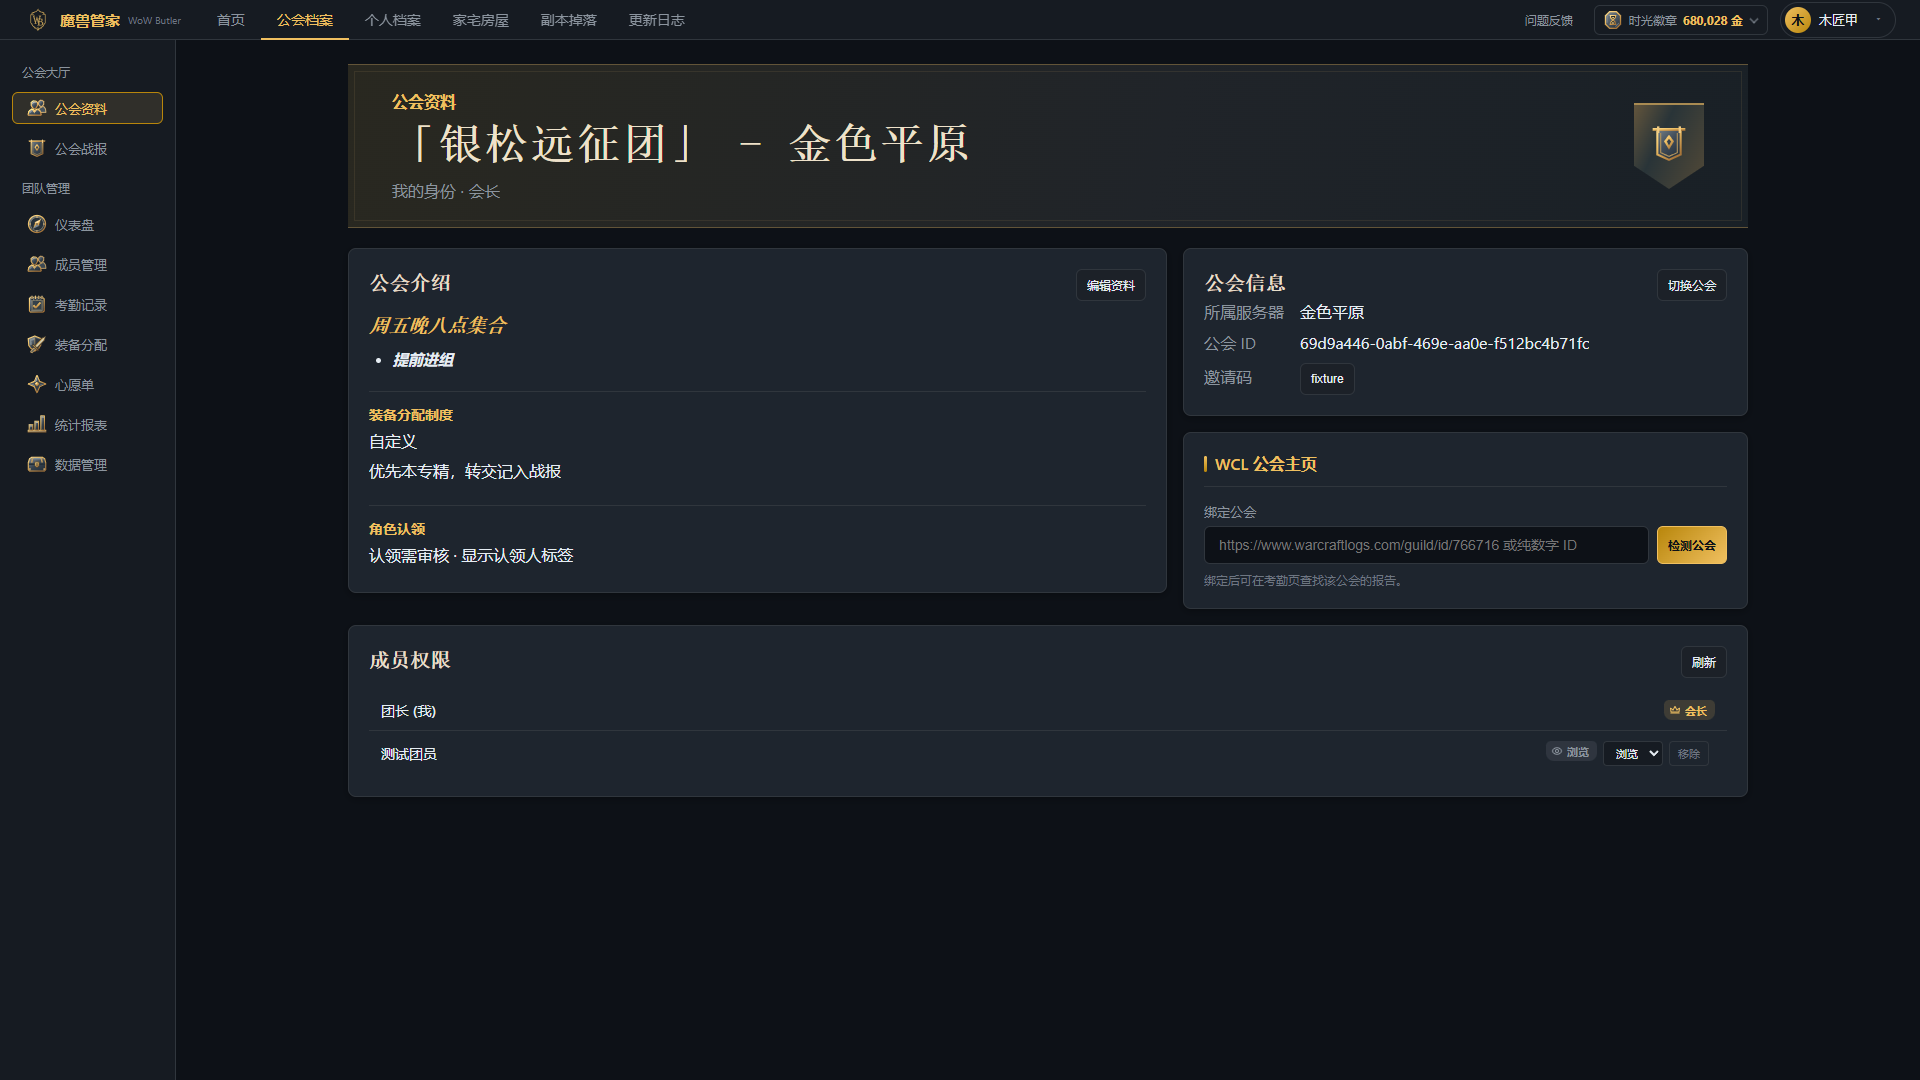 魔兽管家 WoW Butler 首页 公会档案 个人档案 家宅房屋 副本掉落 更新日志 问题反馈 时光徽章 680,028 金 木 木匠甲
公会大厅
公会资料
公会战报
团队管理
仪表盘
成员管理
考勤记录
装备分配
心愿单
统计报表
数据管理
公会资料
「银松远征团」 – 金色平原
我的身份 · 会长
公会介绍 编辑资料
周五晚八点集合
• 提前进组
装备分配制度
自定义
优先本专精，转交记入战报
角色认领
认领需审核 · 显示认领人标签
公会信息 切换公会
所属服务器 金色平原
公会 ID 69d9a446-0abf-469e-aa0e-f512bc4b71fc
邀请码 fixture
WCL 公会主页
绑定公会
https://www.warcraftlogs.com/guild/id/766716 或纯数字 ID 检测公会
绑定后可在考勤页查找该公会的报告。
成员权限 刷新
团长 (我) 会长
测试团员 浏览 浏览 移除